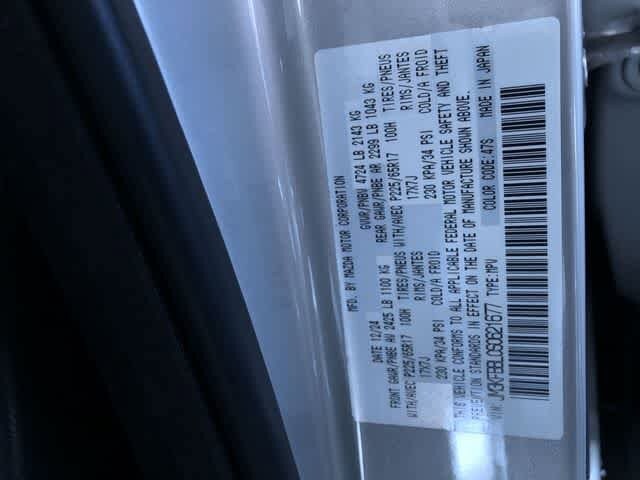 MFD. BY MAZDA MOTOR CORPORATION
DATE 12/24 GVWR/PNBV 4724 LB 2143 KG
FRONT GAWR/PNBE AV 2425 LB 1100 KG REAR GAWR/PNBE AR 2299 LB 1043 KG
WITH/AVEC P225/65R17 100H TIRES/PNEUS WITH/AVEC P225/65R17 100H TIRES/PNEUS
17X7J RIMS/JANTES 17X7J RIMS/JANTES
230 KPA/34 PSI COLD/A FROID 230 KPA/34 PSI COLD/A FROID
THIS VEHICLE CONFORMS TO ALL APPLICABLE FEDERAL MOTOR VEHICLE SAFETY AND THEFT
PREVENTION STANDARDS IN EFFECT ON THE DATE OF MANUFACTURE SHOWN ABOVE.
JM3KFBBLXS0621677 TYPE:MPV COLOR CODE:47S MADE IN JAPAN